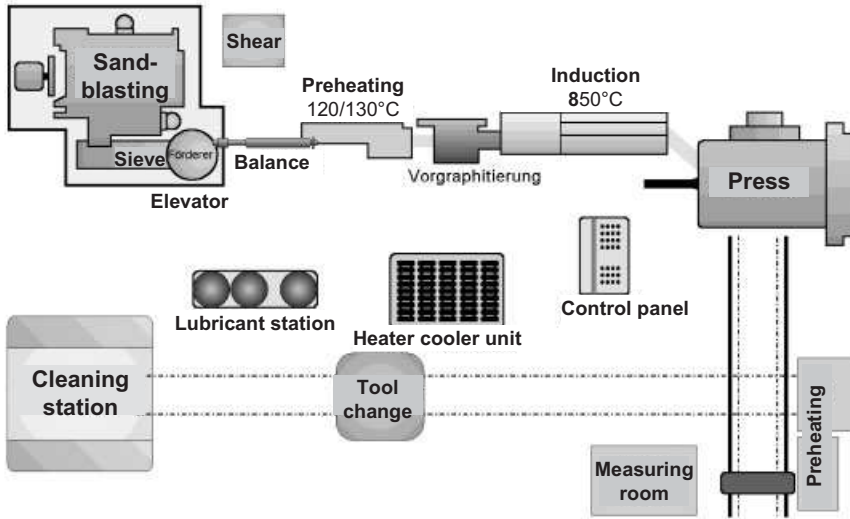 Sand-
blasting
Shear
Preheating
120/130°C
Induction
850°C
Sieve
Förderer
Balance
Elevator
Vorgraphitierung
Press
Lubricant station
Heater cooler unit
Control panel
Cleaning
station
Tool
change
Measuring
room
Preheating